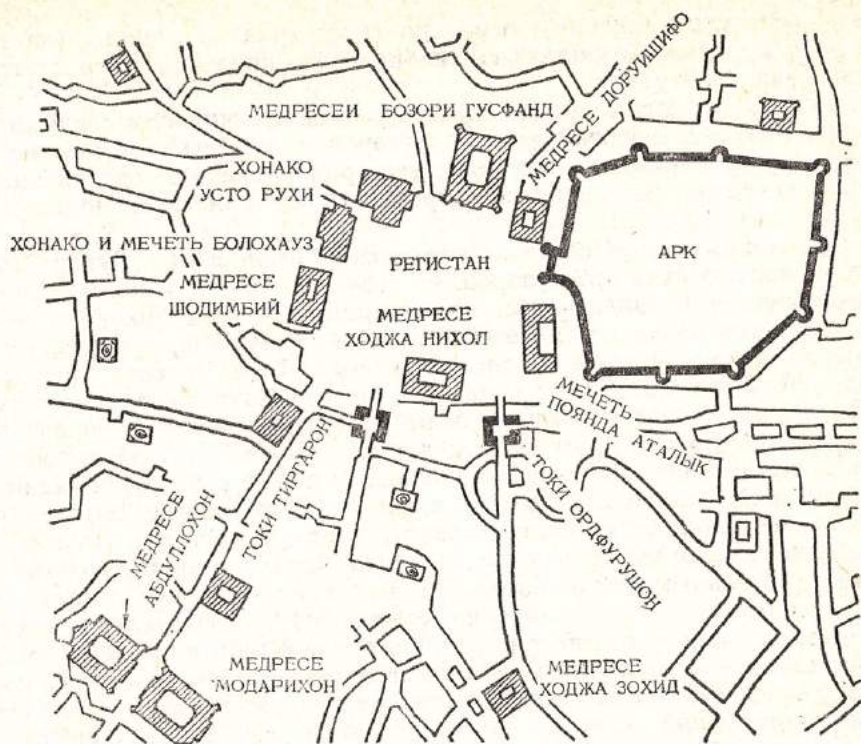 МЕДРЕСЕИ БОЗОРИ ГУСФАНД
МЕДРЕСЕ ДОРУИШИФО
ХОНАКО
УСТО РУХИ
ХОНАКО И МЕЧЕТЬ БОЛОХАУЗ
РЕГИСТАН
АРК
МЕДРЕСЕ
ШОДИМБИЙ
МЕДРЕСЕ
ХОДЖА НИХОЛ
МЕЧЕТЬ
ПОЯНДА АТАЛЫК
ТОКИ ТИРГАРОН
ТОКИ ОРДФУРУШОН
МЕДРЕСЕ
АБДУЛЛОХОН
МЕДРЕСЕ
МОДАРИХОН
МЕДРЕСЕ
ХОДЖА ЗОХИД